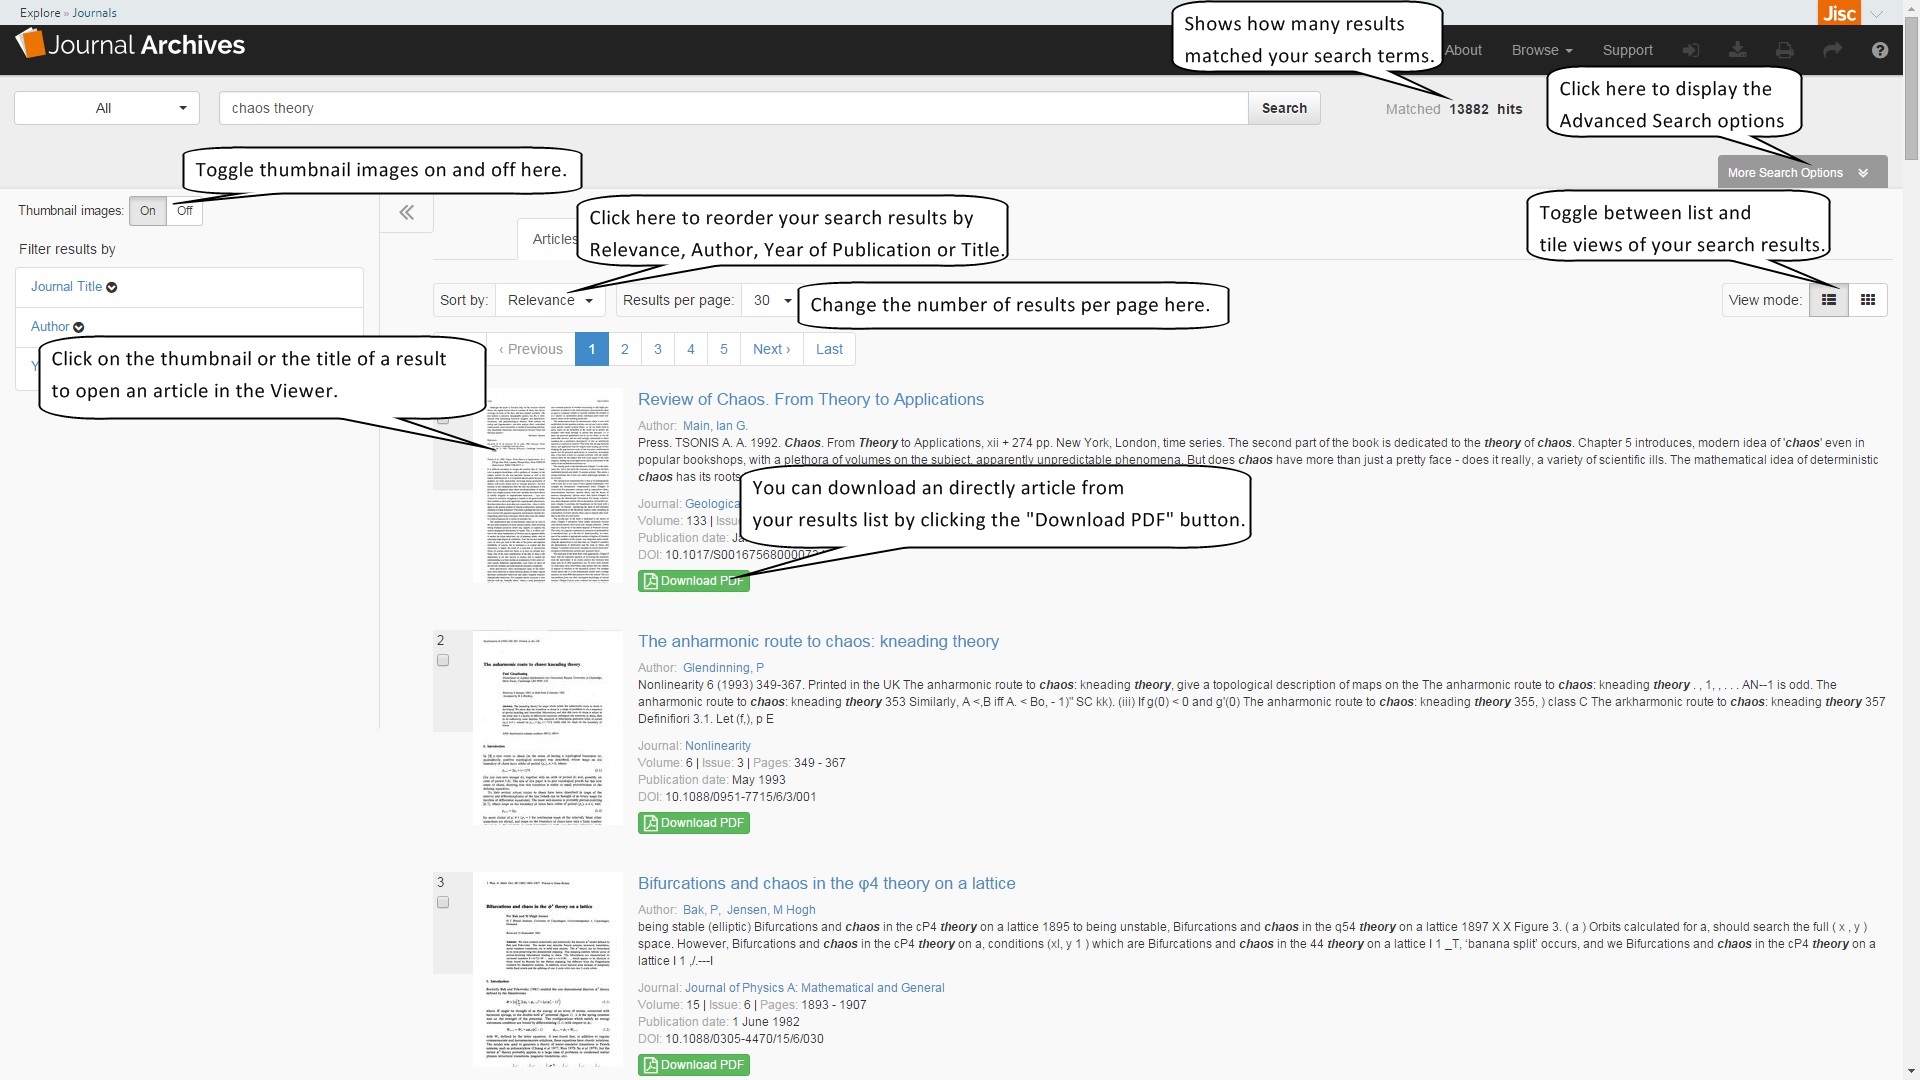 Explore » Journals
Jisc
Journal Archives
Shows how many results
matched your search terms.
About
Browse
Support
All
chaos theory
Search
Matched 13882 hits
Click here to display the
Advanced Search options
More Search Options
Toggle thumbnail images on and off here.
Thumbnail images: On Off
Filter results by
Journal Title
Author
Click on the thumbnail or the title of a result
to open an article in the Viewer.
Articles
Click here to reorder your search results by
Relevance, Author, Year of Publication or Title.
Toggle between list and
tile views of your search results.
Sort by: Relevance
Results per page: 30
Change the number of results per page here.
View mode:
‹ Previous 1 2 3 4 5 Next › Last
Review of Chaos. From Theory to Applications
Author: Main, Ian G.
Press. TSONIS A. A. 1992. Chaos. From Theory to Applications, xii + 274 pp. New York, London, time series. The second part of the book is dedicated to the theory of chaos. Chapter 5 introduces, modern idea of 'chaos' even in
popular bookshops, with a plethora of volumes on the subject, apparently unpredictable phenomena. But does chaos have more than just a pretty face - does it really, a variety of scientific ills. The mathematical idea of deterministic
chaos has its roots
Journal:
Volume: 133 |
Publication date:
DOI:
You can download an directly article from
your results list by clicking the "Download PDF" button.
Download PDF
2
The anharmonic route to chaos: kneading theory
Author: Glendinning, P
Nonlinearity 6 (1993) 349-367. Printed in the UK The anharmonic route to chaos: kneading theory, give a topological description of maps on the The anharmonic route to chaos: kneading theory . , 1, , . . . AN--1 is odd. The
anharmonic route to chaos: kneading theory 353 Similarly, A <,B iff A. < Bo, - 1)" SC kk). (iii) If g(0) < 0 and g'(0) The anharmonic route to chaos: kneading theory 355, ) class C The arkharmonic route to chaos: kneading theory 357
Definifiori 3.1. Let (f,), p E
Journal: Nonlinearity
Volume: 6 | Issue: 3 | Pages: 349 - 367
Publication date: May 1993
DOI: 10.1088/0951-7715/6/3/001
Download PDF
3
Bifurcations and chaos in the φ4 theory on a lattice
Author: Bak, P, Jensen, M Hogh
being stable (elliptic) Bifurcations and chaos in the cP4 theory on a lattice 1895 to being unstable, Bifurcations and chaos in the q54 theory on a lattice 1897 X X Figure 3. ( a ) Orbits calculated for a, should search the full ( x , y )
space. However, Bifurcations and chaos in the cP4 theory on a, conditions (xl, y 1 ) which are Bifurcations and chaos in the 44 theory on a lattice I 1 _T, 'banana split' occurs, and we Bifurcations and chaos in the cP4 theory on a
lattice I 1 ,/.---I
Journal: Journal of Physics A: Mathematical and General
Volume: 15 | Issue: 6 | Pages: 1893 - 1907
Publication date: 1 June 1982
DOI: 10.1088/0305-4470/15/6/030
Download PDF